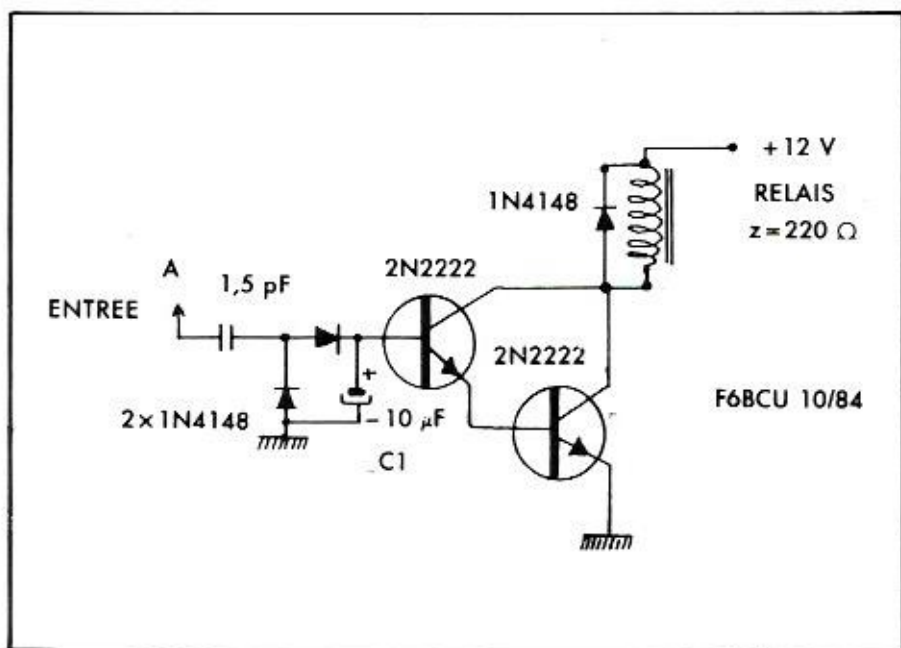 + 12 V
1N4148
RELAIS
z = 220 Ω
A
1,5 pF
2N2222
ENTREE
2N2222
+
2 × 1N4148
– 10 µF
C1
F6BCU 10/84